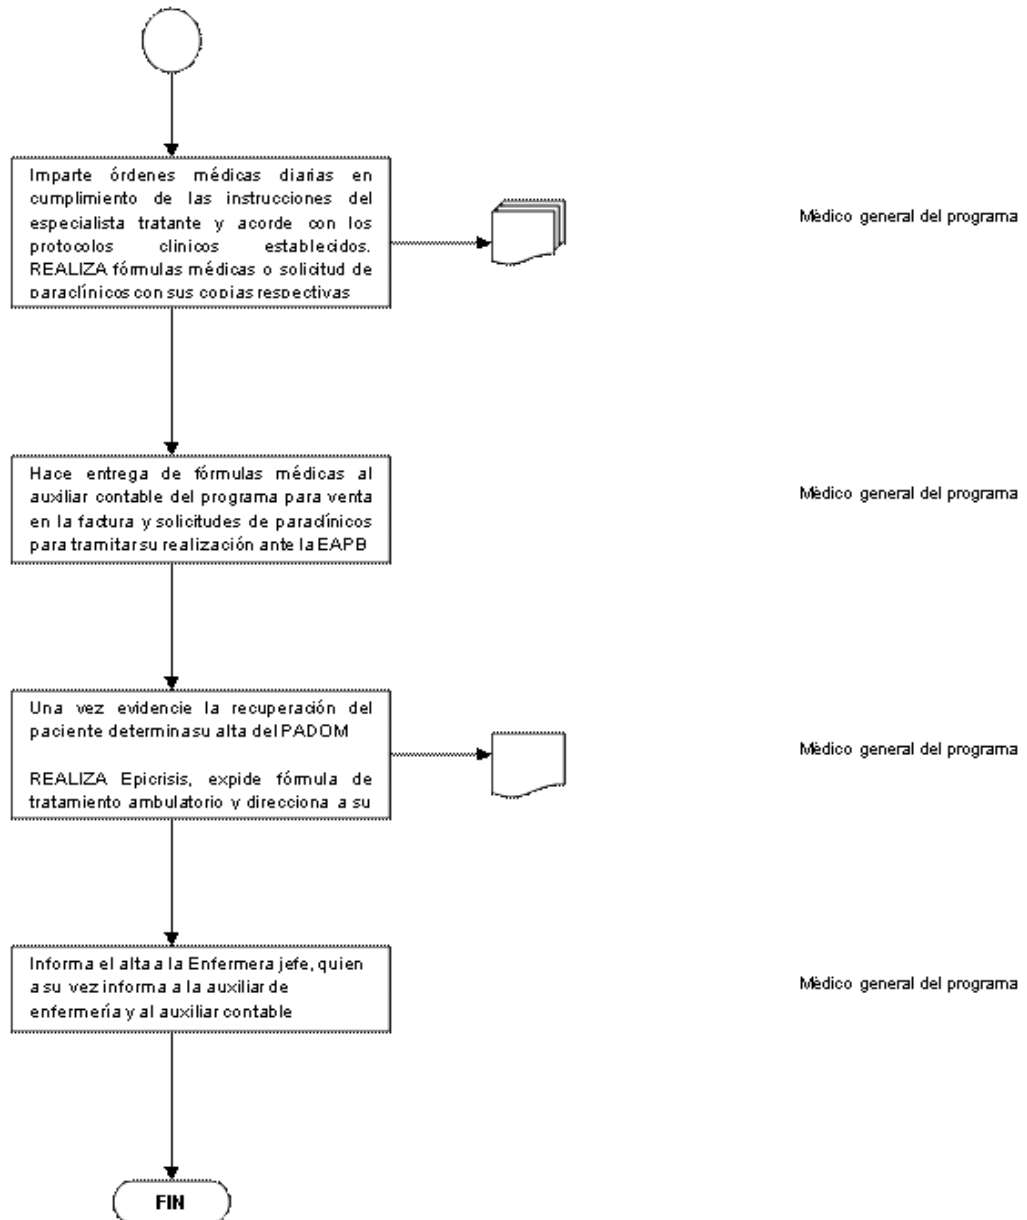 Imparte órdenes médicas diarias en
cumplimiento de las instrucciones del
especialista tratante y acorde con los
protocolos clínicos establecidos.
REALIZA fórmulas médicas o solicitud de
paraclínicos con sus copias respectivas
Médico general del programa
Hace entrega de fórmulas médicas al
auxiliar contable del programa para venta
en la factura y solicitudes de paraclínicos
para tramitar su realización ante la EAPB
Médico general del programa
Una vez evidencie la recuperación del
paciente determina su alta del PADOM
REALIZA Epicrisis, expide fórmula de
tratamiento ambulatorio y direcciona a su
Médico general del programa
Informa el alta a la Enfermera jefe, quien
a su vez informa a la auxiliar de
enfermería y al auxiliar contable
Médico general del programa
FIN